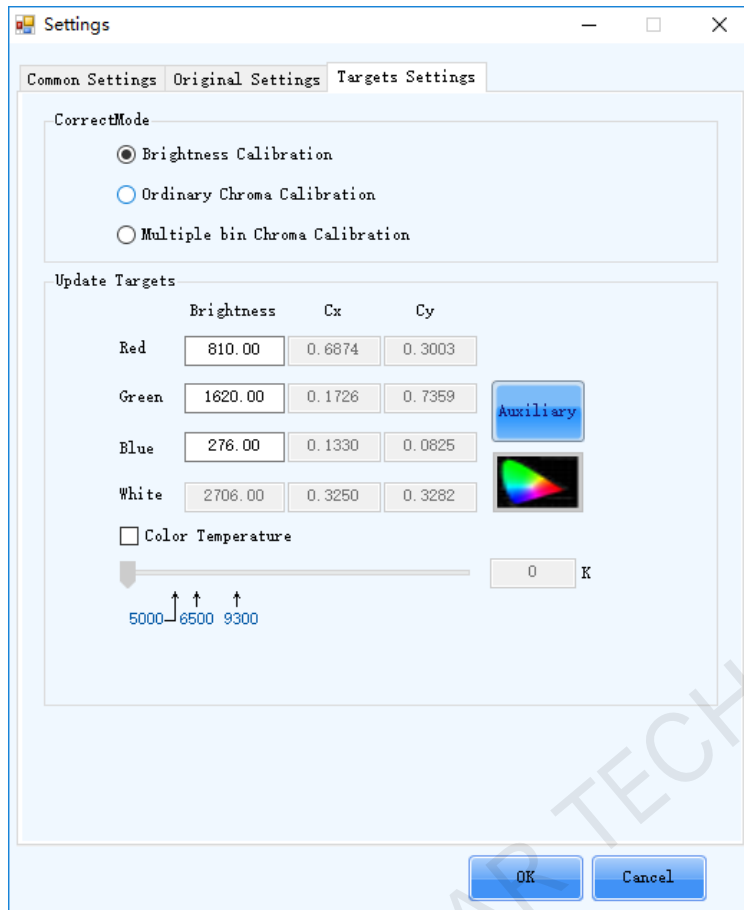 Settings
Common Settings Original Settings Targets Settings
CorrectMode
Brightness Calibration
Ordinary Chroma Calibration
Multiple bin Chroma Calibration
Update Targets
Brightness Cx Cy
Red 810.00 0.6874 0.3003
Green 1620.00 0.1726 0.7359
Auxiliary
Blue 276.00 0.1330 0.0825
White 2706.00 0.3250 0.3282
Color Temperature
0 K
5000 6500 9300
OK Cancel